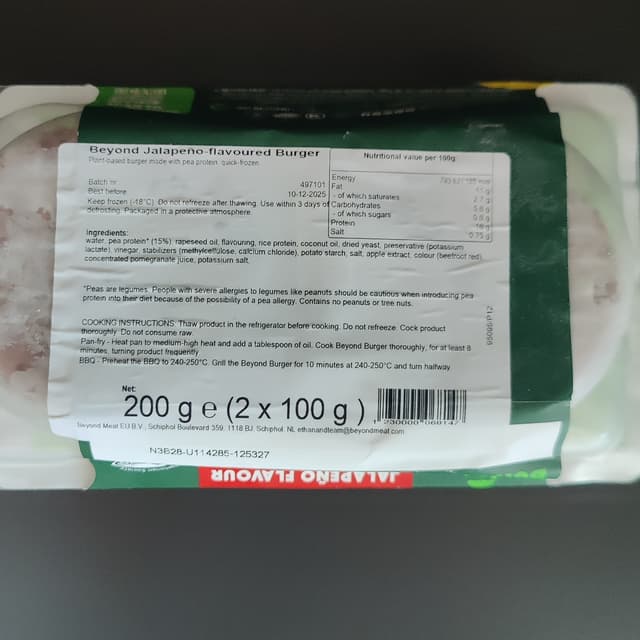 Beyond Jalapeño-flavoured Burger
Plant-based burger made with pea protein, quick-frozen
Batch nr 497101
Best before 10-12-2025
Keep frozen (-18°C). Do not refreeze after thawing. Use within 3 days of
defrosting. Packaged in a protective atmosphere.
Nutritional value per 100g:
Energy
Fat
- of which saturates
Carbohydrates
- of which sugars
Protein
Salt 0.75 g
Ingredients:
water, pea protein* (15%), rapeseed oil, flavouring, rice protein, coconut oil, dried yeast, preservative (potassium
lactate), vinegar, stabilizers (methylcellulose, calcium chloride), potato starch, salt, apple extract, colour (beetroot red),
concentrated pomegranate juice, potassium salt,
*Peas are legumes. People with severe allergies to legumes like peanuts should be cautious when introducing pea
protein into their diet because of the possibility of a pea allergy. Contains no peanuts or tree nuts.
COOKING INSTRUCTIONS: Thaw product in the refrigerator before cooking. Do not refreeze. Cook product
thoroughly. Do not consume raw.
Pan-fry - Heat pan to medium-high heat and add a tablespoon of oil. Cook Beyond Burger thoroughly, for at least 8
minutes, turning product frequently
BBQ - Preheat the BBQ to 240-250°C. Grill the Beyond Burger for 10 minutes at 240-250°C and turn halfway.
95095/P12
Net:
200 g e (2 x 100 g )
1 230000 068147
Beyond Meat EU B.V., Schiphol Boulevard 359, 1118 BJ Schiphol, NL ethanandteam@beyondmeat.com
N3B28-U114285-125327
JALAPEÑO FLAVOUR